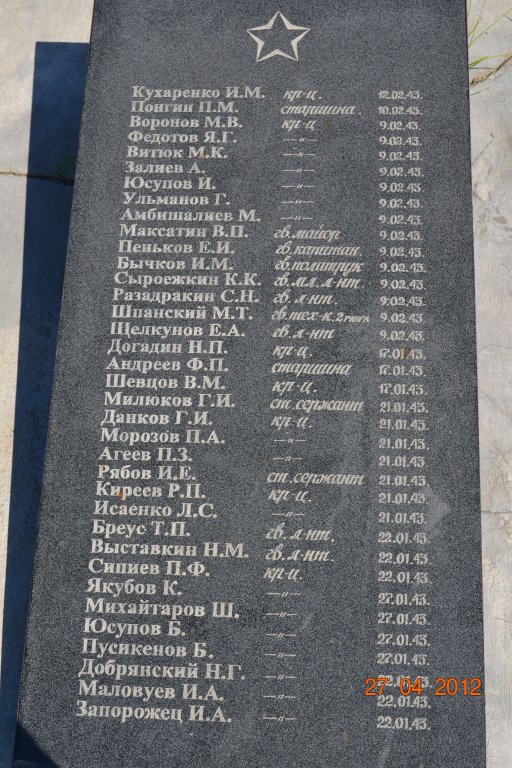 Кухаренко И.М. кр-ц. 12.02.43.
Понгин П.М. старшина. 10.02.43.
Воронов М.В. кр-ц 9.02.43.
Федотов Я.Г. —„— 9.02.43.
Витюк М.К. —„— 9.02.43.
Залиев А. —„— 9.02.43.
Юсупов И. —„— 9.02.43.
Ульманов Г. —„— 9.02.43.
Амбишалиев М. —„— 9.02.43.
Максатин В.П. гв.майор 9.02.43.
Пеньков Е.И. гв.капитан. 9.02.43.
Бычков И.М. гв.политрук 9.02.43.
Сыроежкин К.К. гв.мл.л-нт. 9.02.43.
Разадракин С.Н. гв.л-нт. 9.02.43.
Шпанский М.Т. гв.тех-к.2 ранга 9.02.43.
Щелкунов Е.А. гв.л-нт 9.02.43.
Догадин Н.П. кр-ц. 17.01.43.
Андреев Ф.П. старшина 17.01.43.
Шевцов В.М. кр-ц. 17.01.43.
Милюков Г.И. ст.сержант 21.01.43.
Данков Г.И. кр-ц. 21.01.43.
Морозов П.А. —„— 21.01.43.
Агеев П.З. —„— 21.01.43.
Рябов И.Е. ст.сержант 21.01.43.
Киреев Р.П. кр-ц. 21.01.43.
Исаенко Л.С. —„— 21.01.43.
Бреус Т.П. гв.л-нт. 22.01.43.
Выставкин Н.М. гв.л-нт. 22.01.43.
Сипиев П.Ф. кр-ц. 22.01.43.
Якубов К. —„— 27.01.43.
Михайтаров Ш. —„— 27.01.43.
Юсупов Б. —„— 27.01.43.
Пусикенов Б. —„— 27.01.43.
Добрянский Н.Г. —„— 22.01.43.
Маловуев И.А. —„— 22.01.43.
Запорожец И.А. —„— 22.01.43.
27 04 2012